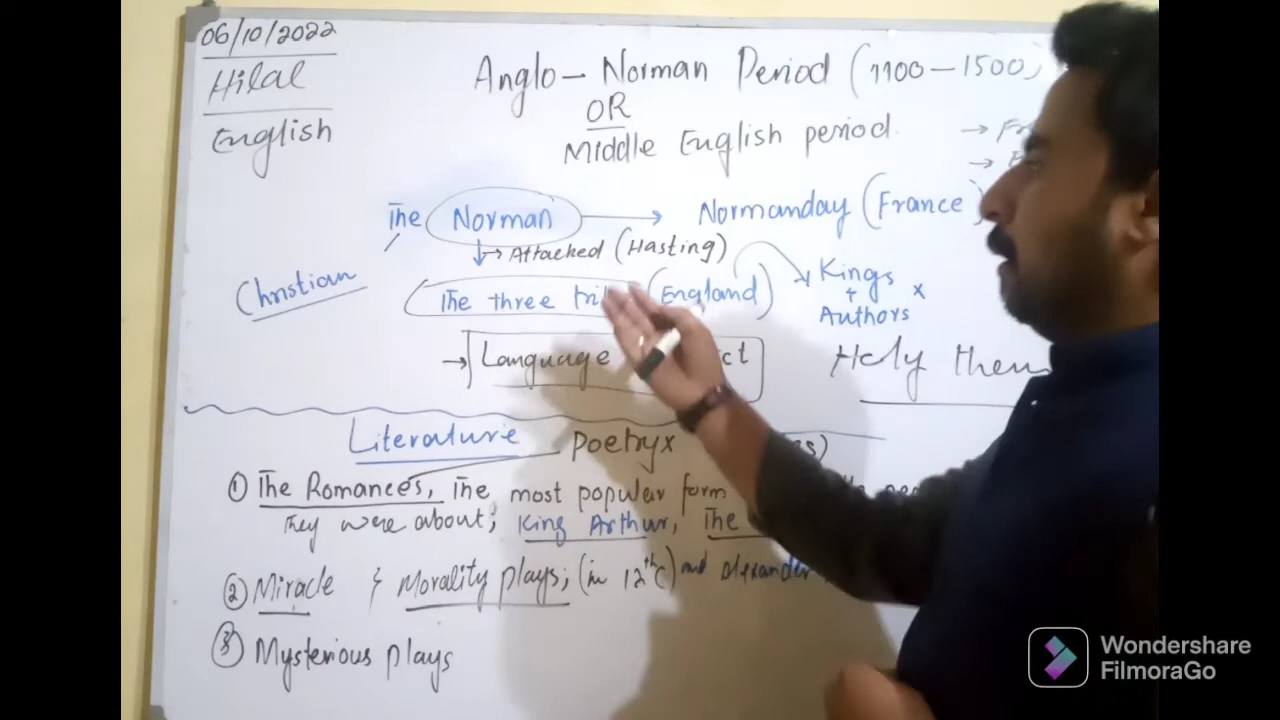 06/10/2022
Hilal
English
Anglo-Norman Period (1100-1500)
OR
Middle English period.
The Norman → Normanday (France)
→ Attacked (Hasting)
Christian
The three (England)
Kings
+
Authors ×
→ Language
Literature Poetry×
① The Romances, The most popular form
They were about; King Arthur, The
② Miracle & Morality plays; (in 12th C) and Alexander
③ Mysterious plays
Wondershare
FilmoraGo